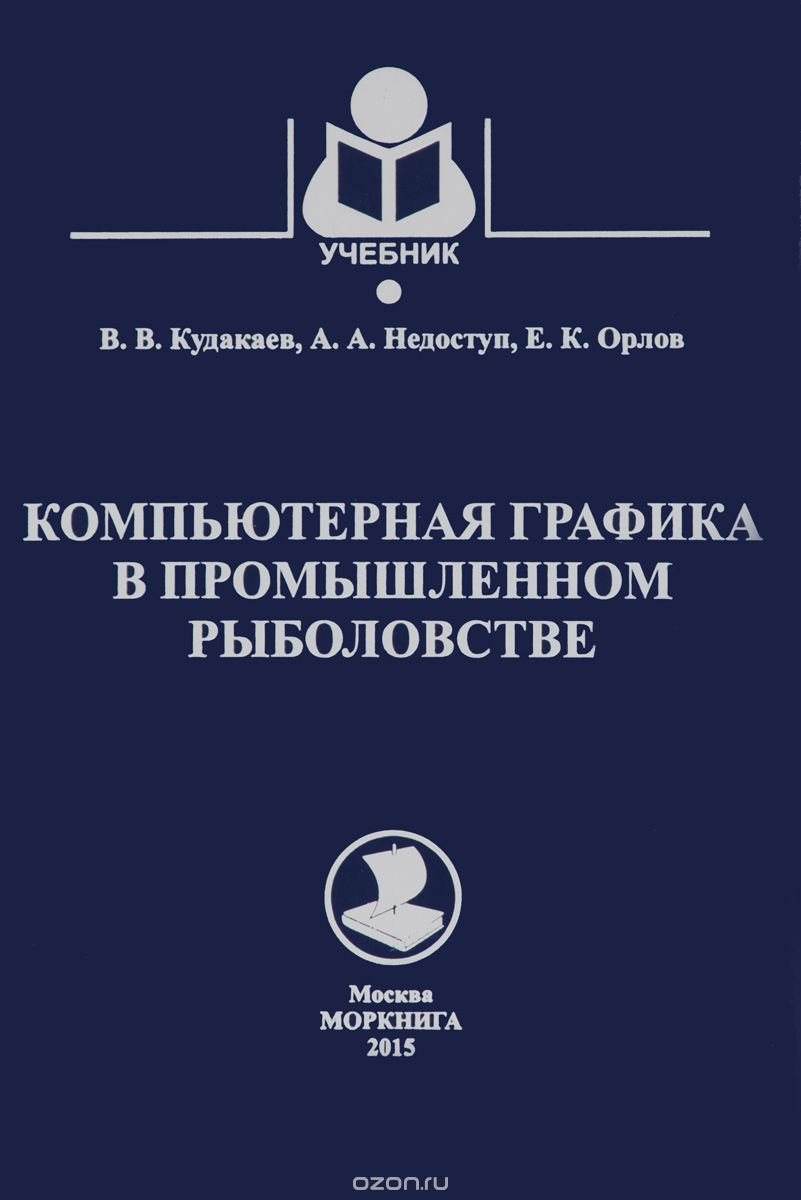 УЧЕБНИК
В. В. Кудакаев, А. А. Недоступ, Е. К. Орлов
КОМПЬЮТЕРНАЯ ГРАФИКА
В ПРОМЫШЛЕННОМ
РЫБОЛОВСТВЕ
Москва
МОРКНИГА
2015
ozon.ru